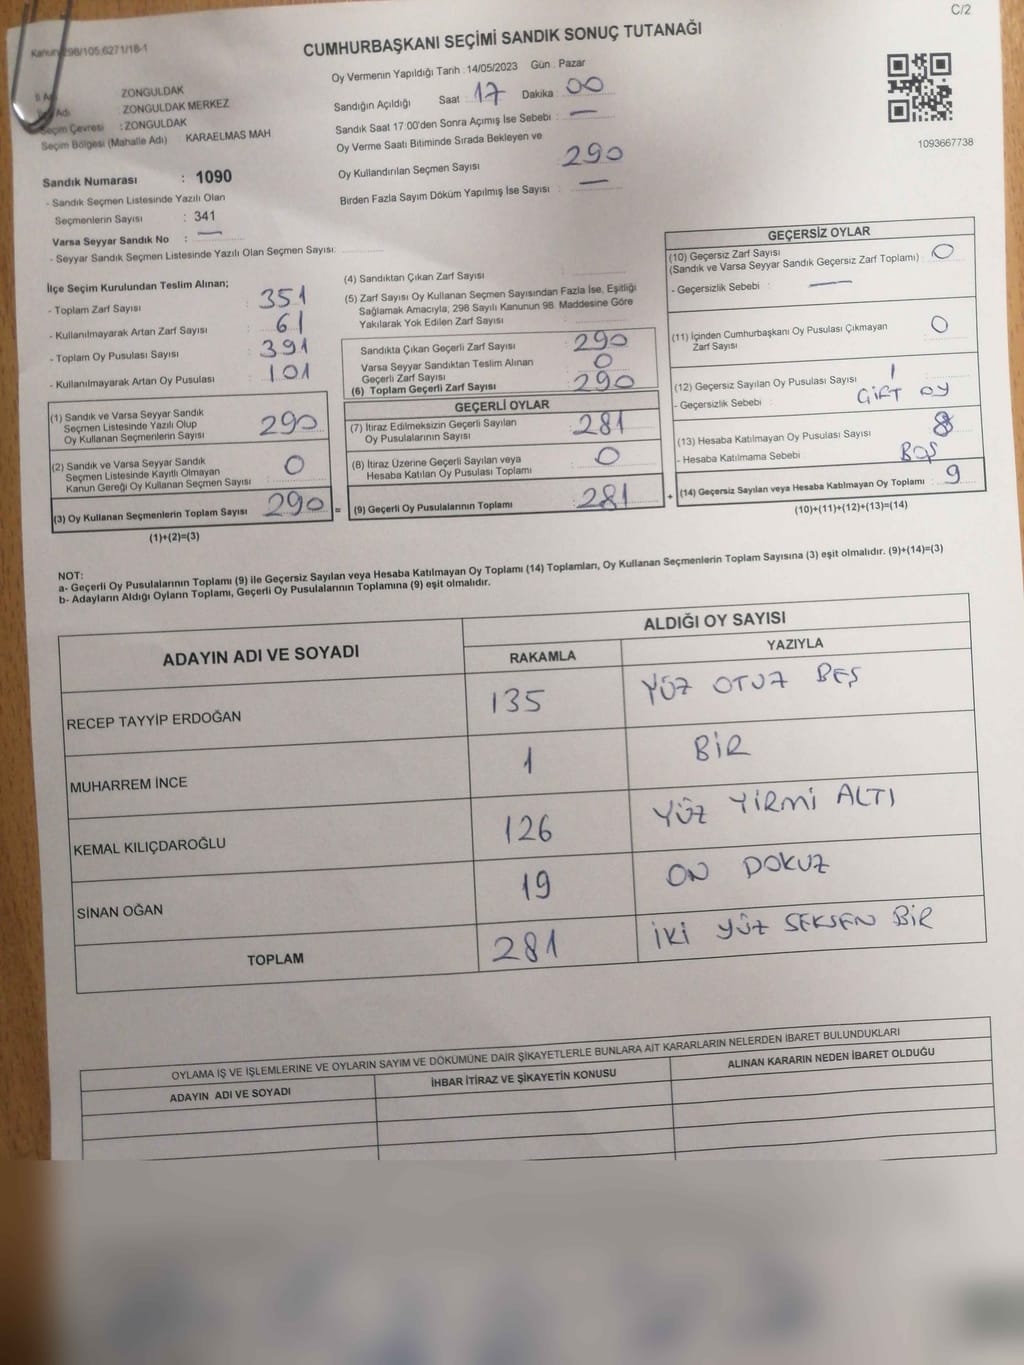 C/2
Kanun 298/105;6271/18-1
CUMHURBAŞKANI SEÇİMİ SANDIK SONUÇ TUTANAĞI
Oy Vermenin Yapıldığı Tarih : 14/05/2023 Gün : Pazar
İl Adı ZONGULDAK
Adı : ZONGULDAK MERKEZ
Seçim Çevresi : ZONGULDAK
Seçim Bölgesi (Mahalle Adı) KARAELMAS MAH
Sandığın Açıldığı Saat : 17 Dakika : 00
Sandık Saat 17:00'den Sonra Açımış İse Sebebi : —
Oy Verme Saati Bitiminde Sırada Bekleyen ve
Oy Kullandırılan Seçmen Sayısı 290
Birden Fazla Sayım Döküm Yapılmış İse Sayısı : —
1093667738
Sandık Numarası : 1090
- Sandık Seçmen Listesinde Yazılı Olan
Seçmenlerin Sayısı : 341
Varsa Seyyar Sandık No : —
- Seyyar Sandık Seçmen Listesinde Yazılı Olan Seçmen Sayısı:
İlçe Seçim Kurulundan Teslim Alınan;
- Toplam Zarf Sayısı : 351
- Kullanılmayarak Artan Zarf Sayısı : 61
- Toplam Oy Pusulası Sayısı : 391
- Kullanılmayarak Artan Oy Pusulası : 101
(1) Sandık ve Varsa Seyyar Sandık
Seçmen Listesinde Yazılı Olup
Oy Kullanan Seçmenlerin Sayısı 290
(2) Sandık ve Varsa Seyyar Sandık
Seçmen Listesinde Kayıtlı Olmayan
Kanun Gereği Oy Kullanan Seçmen Sayısı 0
(3) Oy Kullanan Seçmenlerin Toplam Sayısı 290 =
(1)+(2)=(3)
(4) Sandıktan Çıkan Zarf Sayısı :
(5) Zarf Sayısı Oy Kullanan Seçmen Sayısından Fazla İse, Eşitliği
Sağlamak Amacıyla, 298 Sayılı Kanunun 98. Maddesine Göre
Yakılarak Yok Edilen Zarf Sayısı :
Sandıkta Çıkan Geçerli Zarf Sayısı : 290
Varsa Seyyar Sandıktan Teslim Alınan
Geçerli Zarf Sayısı : 0
(6) Toplam Geçerli Zarf Sayısı : 290
GEÇERLİ OYLAR
(7) İtiraz Edilmeksizin Geçerli Sayılan
Oy Pusulalarının Sayısı : 281
(8) İtiraz Üzerine Geçerli Sayılan veya
Hesaba Katılan Oy Pusulası Toplamı : 0
(9) Geçerli Oy Pusulalarının Toplamı : 281 +
GEÇERSİZ OYLAR
(10) Geçersiz Zarf Sayısı
(Sandık ve Varsa Seyyar Sandık Geçersiz Zarf Toplamı) : 0
- Geçersizlik Sebebi : —
(11) İçinden Cumhurbaşkanı Oy Pusulası Çıkmayan
Zarf Sayısı : 0
(12) Geçersiz Sayılan Oy Pusulası Sayısı : 1
- Geçersizlik Sebebi : ÇİFT OY
(13) Hesaba Katılmayan Oy Pusulası Sayısı : 8
- Hesaba Katılmama Sebebi : BOŞ
(14) Geçersiz Sayılan veya Hesaba Katılmayan Oy Toplamı : 9
(10)+(11)+(12)+(13)=(14)
NOT:
a- Geçerli Oy Pusulalarının Toplamı (9) ile Geçersiz Sayılan veya Hesaba Katılmayan Oy Toplamı (14) Toplamları, Oy Kullanan Seçmenlerin Toplam Sayısına (3) eşit olmalıdır. (9)+(14)=(3)
b- Adayların Aldığı Oyların Toplamı, Geçerli Oy Pusulalarının Toplamına (9) eşit olmalıdır.
ADAYIN ADI VE SOYADI
ALDIĞI OY SAYISI
RAKAMLA YAZIYLA
RECEP TAYYİP ERDOĞAN 135 YÜZ OTUZ BEŞ
MUHARREM İNCE 1 BİR
KEMAL KILIÇDAROĞLU 126 YÜZ YİRMİ ALTI
SİNAN OĞAN 19 ON DOKUZ
TOPLAM 281 İKİ YÜZ SEKSEN BİR
OYLAMA İŞ VE İŞLEMLERİNE VE OYLARIN SAYIM VE DÖKÜMÜNE DAİR ŞİKAYETLERLE BUNLARA AİT KARARLARIN NELERDEN İBARET BULUNDUKLARI
ADAYIN ADI VE SOYADI İHBAR İTİRAZ VE ŞİKAYETİN KONUSU ALINAN KARARIN NEDEN İBARET OLDUĞU